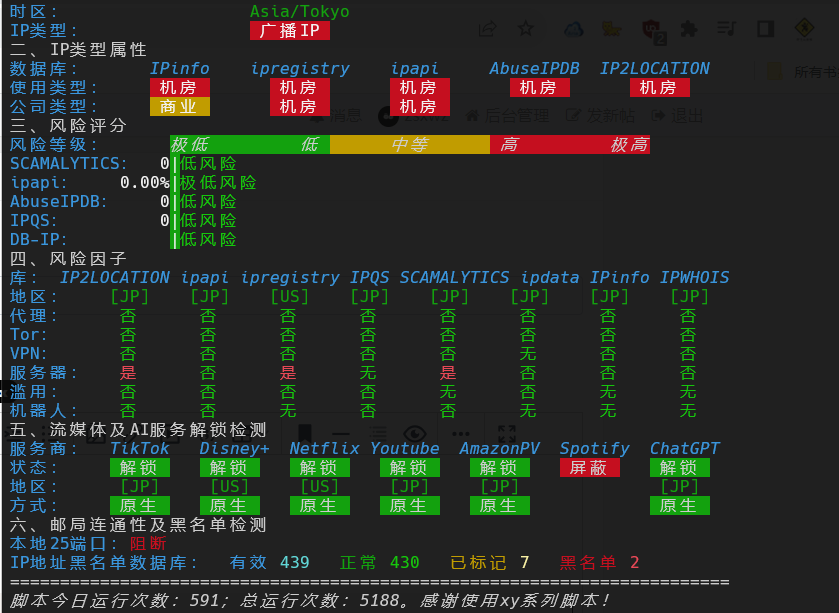 时区： Asia/Tokyo
IP类型： 广播IP
二、IP类型属性
数据库： IPinfo ipregistry ipapi AbuseIPDB IP2LOCATION
使用类型： 机房 机房 机房 机房 机房
公司类型： 商业 机房 机房
三、风险评分
风险等级： 极低 低 中等 高 极高
SCAMALYTICS： 0|低风险
ipapi： 0.00%|极低风险
AbuseIPDB： 0|低风险
IPQS： 0|低风险
DB-IP： |低风险
四、风险因子
库： IP2LOCATION ipapi ipregistry IPQS SCAMALYTICS ipdata IPinfo IPWHOIS
地区： [JP] [JP] [US] [JP] [JP] [JP] [JP] [JP]
代理： 否 否 否 否 否 否 否 否
Tor： 否 否 否 否 否 否 否 否
VPN： 否 否 否 否 否 无 否 否
服务器： 是 否 是 无 是 否 否 否
滥用： 否 否 否 否 无 否 无 无
机器人： 否 否 无 否 否 无 无 无
五、流媒体及AI服务解锁检测
服务商： TikTok Disney+ Netflix Youtube AmazonPV Spotify ChatGPT
状态： 解锁 解锁 解锁 解锁 解锁 屏蔽 解锁
地区： [JP] [US] [US] [JP] [JP] [JP]
方式： 原生 原生 原生 原生 原生 原生
六、邮局连通性及黑名单检测
本地25端口：阻断
IP地址黑名单数据库： 有效 439 正常 430 已标记 7 黑名单 2
========================================================================
脚本今日运行次数：591；总运行次数：5188。感谢使用xy系列脚本！
2
所有书
消息
后台管理
发新帖
退出